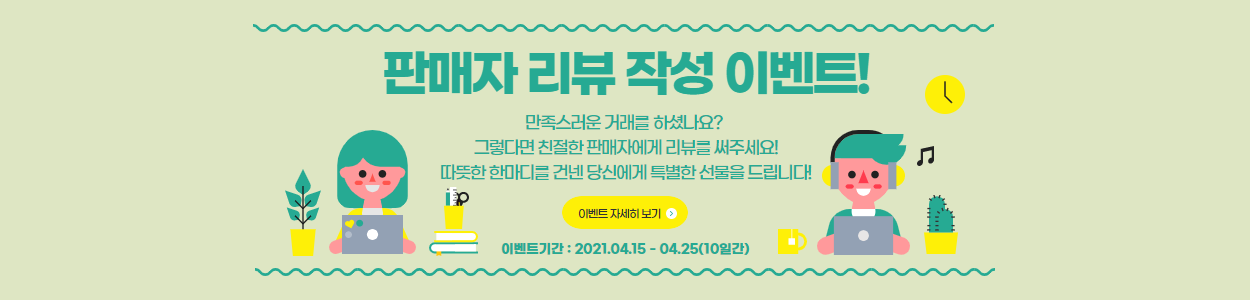 판매자 리뷰 작성 이벤트!
만족스러운 거래를 하셨나요?
그렇다면 친절한 판매자에게 리뷰를 써주세요!
따뜻한 한마디를 건넨 당신에게 특별한 선물을 드립니다!
이벤트 자세히 보기
이벤트기간 : 2021.04.15 - 04.25(10일간)